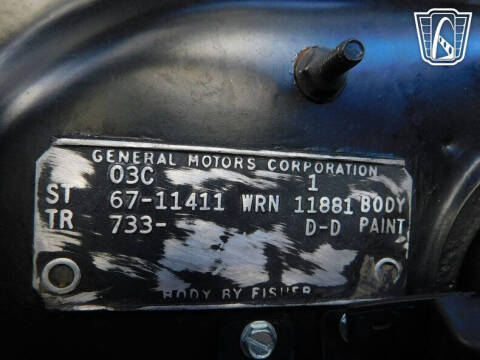 GENERAL MOTORS CORPORATION
03C 1
ST 67-11411 WRN 11881 BODY
TR 733- D-D PAINT
BODY BY FISHER